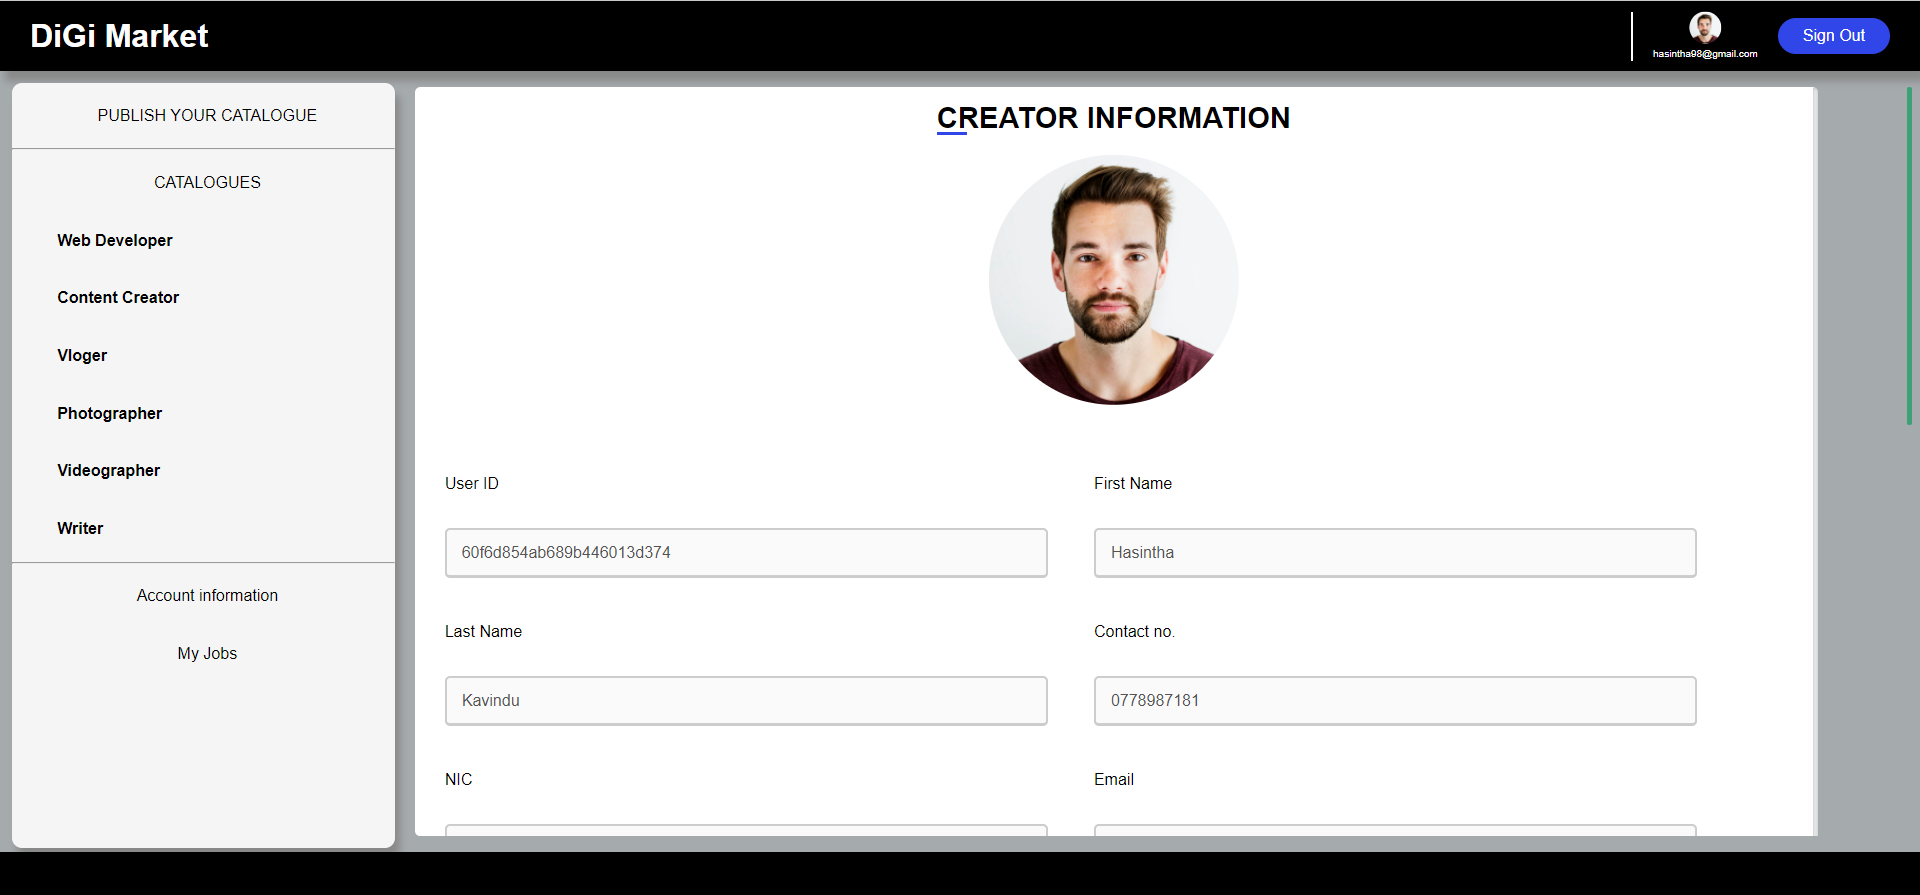 DiGi Market
hasintha98@gmail.com
Sign Out
PUBLISH YOUR CATALOGUE
CATALOGUES
Web Developer
Content Creator
Vloger
Photographer
Videographer
Writer
Account information
My Jobs
CREATOR INFORMATION
User ID
First Name
60f6d854ab689b446013d374
Hasintha
Last Name
Contact no.
Kavindu
0778987181
NIC
Email